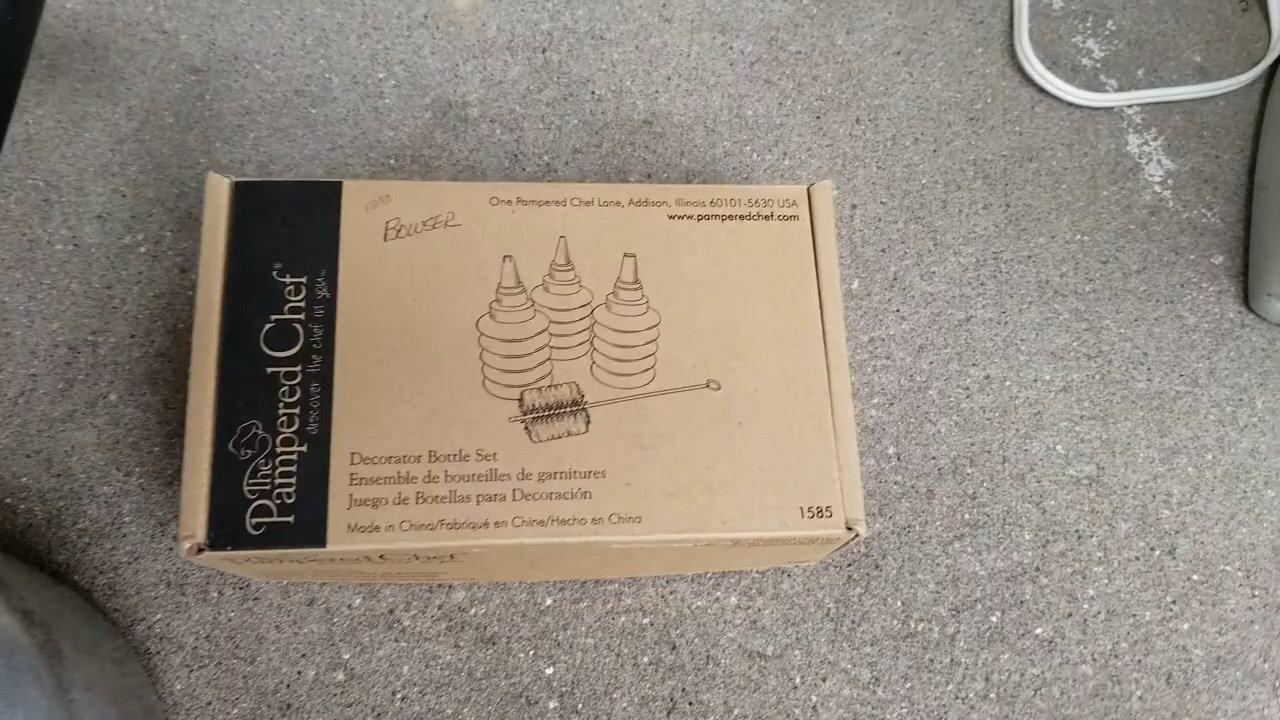 The
Pampered Chef
discover the chef in you...
BOWSER
One Pampered Chef Lane, Addison, Illinois 60101-5630 USA
www.pamperedchef.com
Decorator Bottle Set
Ensemble de bouteilles de garnitures
Juego de Botellas para Decoración
Made in China/Fabriqué en Chine/Hecho en China
1585
Pampered Chef